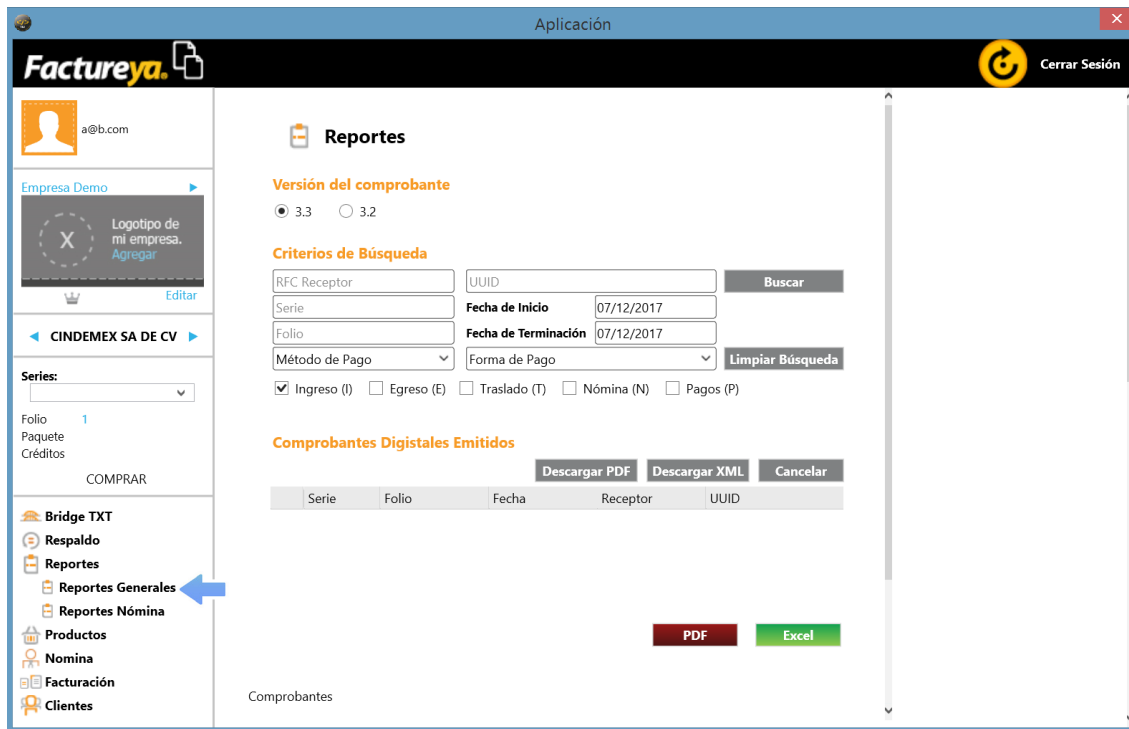 Aplicación
Factureya.
Cerrar Sesión
a@b.com
Empresa Demo
X
Logotipo de
mi empresa.
Agregar
Editar
CINDEMEX SA DE CV
Series:
Folio 1
Paquete
Créditos
COMPRAR
Bridge TXT
Respaldo
Reportes
Reportes Generales
Reportes Nómina
Productos
Nomina
Facturación
Clientes
Reportes
Versión del comprobante
3.3 3.2
Criterios de Búsqueda
RFC Receptor UUID Buscar
Serie Fecha de Inicio 07/12/2017
Folio Fecha de Terminación 07/12/2017
Método de Pago Forma de Pago Limpiar Búsqueda
Ingreso (I) Egreso (E) Traslado (T) Nómina (N) Pagos (P)
Comprobantes Digistales Emitidos
Descargar PDF Descargar XML Cancelar
Serie Folio Fecha Receptor UUID
PDF Excel
Comprobantes